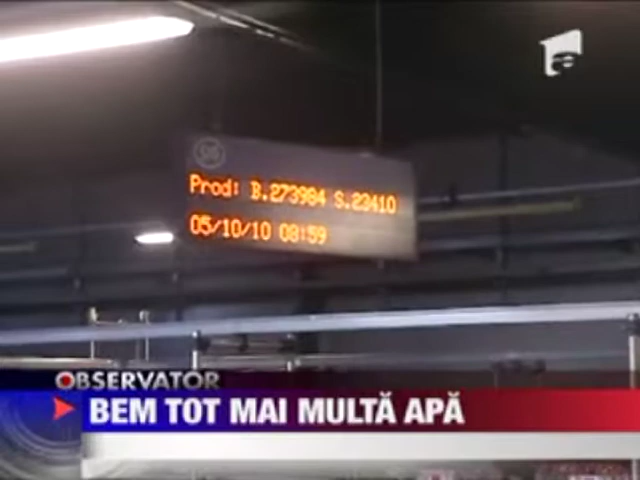 Prod: B.273984 S.23410
05/10/10 08:59
OBSERVATOR
BEM TOT MAI MULTĂ APĂ